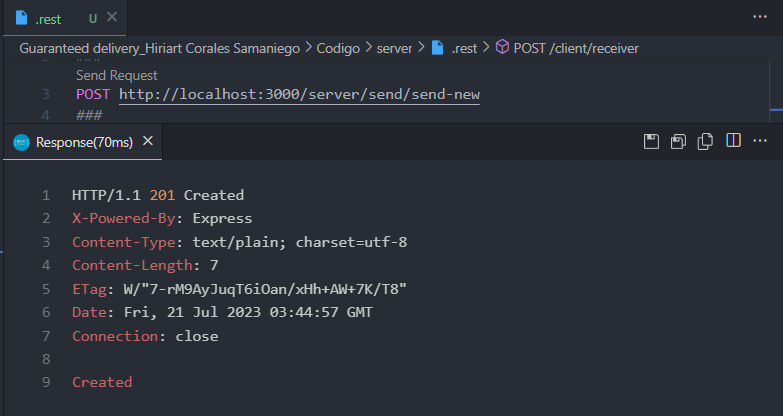 .rest U
Guaranteed delivery_Hiriart Corales Samaniego > Codigo > server > .rest > POST /client/receiver
2 ###
Send Request
3 POST http://localhost:3000/server/send/send-new
4 ###
Response(70ms)
1 HTTP/1.1 201 Created
2 X-Powered-By: Express
3 Content-Type: text/plain; charset=utf-8
4 Content-Length: 7
5 ETag: W/"7-rM9AyJuqT6iOan/xHh+AW+7K/T8"
6 Date: Fri, 21 Jul 2023 03:44:57 GMT
7 Connection: close
8
9 Created